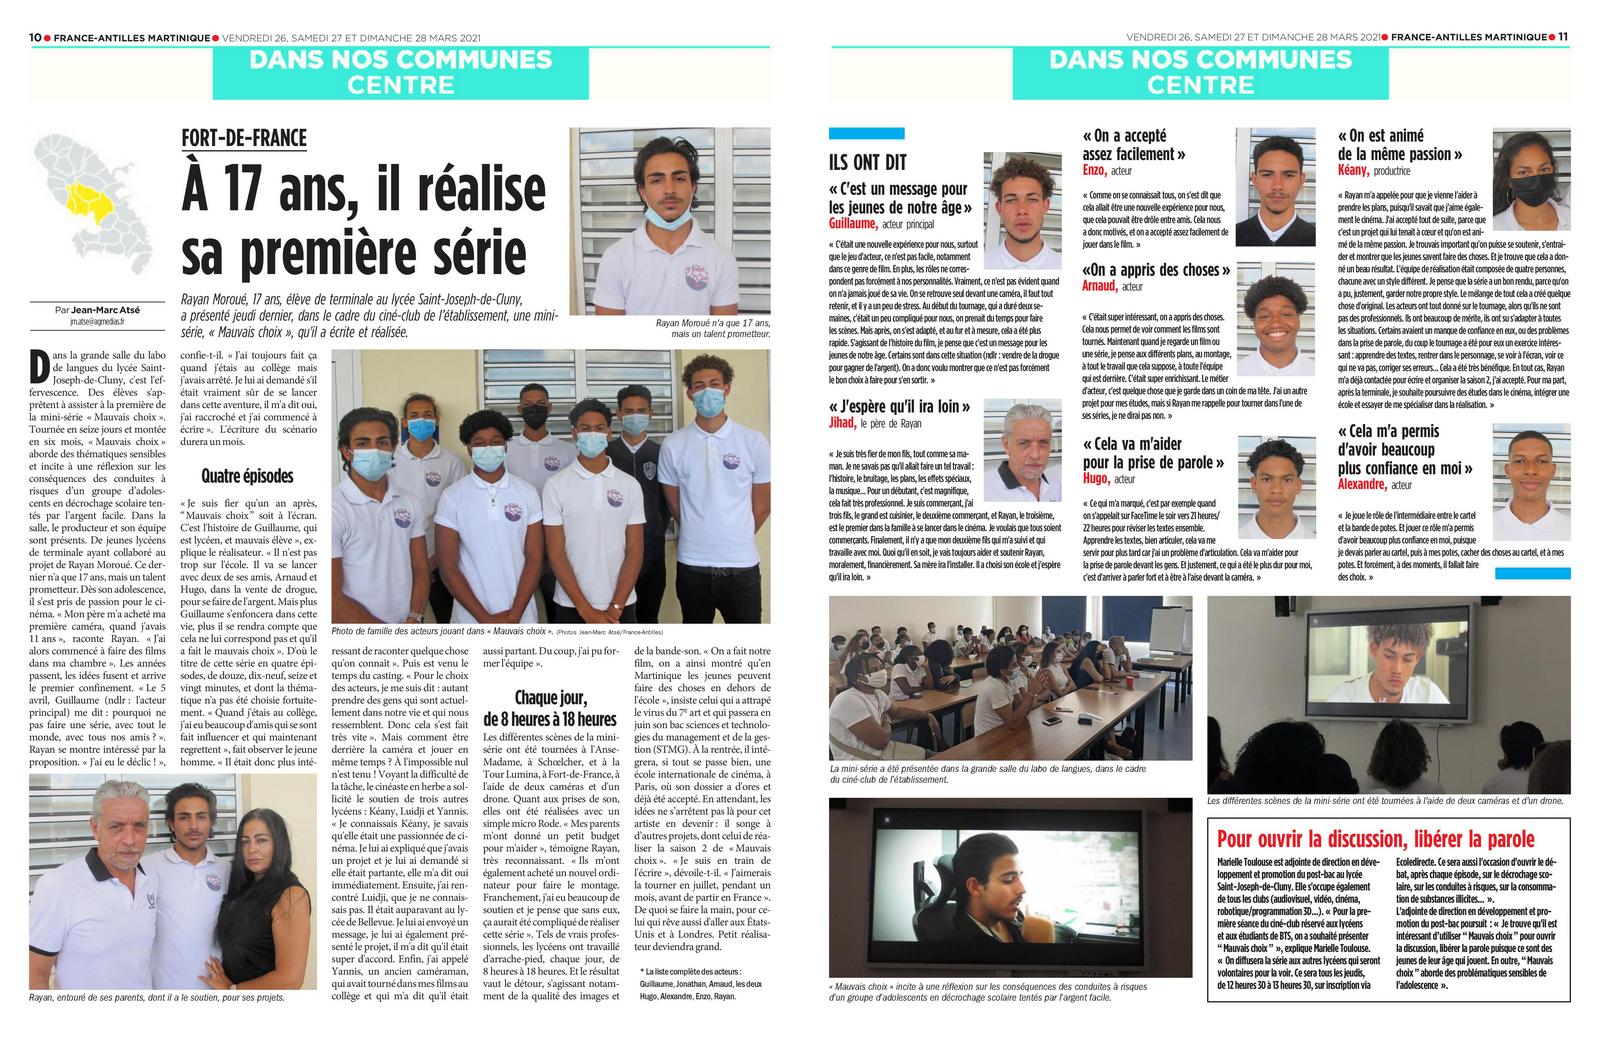 10 ● FRANCE-ANTILLES MARTINIQUE ● VENDREDI 26, SAMEDI 27 ET DIMANCHE 28 MARS 2021
DANS NOS COMMUNES
CENTRE
FORT-DE-FRANCE
À 17 ans, il réalise
sa première série
Rayan Moroué, 17 ans, élève de terminale au lycée Saint-Joseph-de-Cluny,
a présenté jeudi dernier, dans le cadre du ciné-club de l'établissement, une mini-
série, « Mauvais choix », qu'il a écrite et réalisée.
Par Jean-Marc Atsé
jm.atse@agmedias.fr
Rayan Moroué n'a que 17 ans,
mais un talent prometteur.
Dans la grande salle du labo
de langues du lycée Saint-
Joseph-de-Cluny, c'est l'ef-
fervescence. Des élèves s'ap-
prêtent à assister à la première de
la mini-série « Mauvais choix ».
Tournée en seize jours et montée
en six mois, « Mauvais choix »
aborde des thématiques sensibles
et incite à une réflexion sur les
conséquences des conduites à
risques d'un groupe d'adoles-
cents en décrochage scolaire ten-
tés par l'argent facile. Dans la
salle, le producteur et son équipe
sont présents. De jeunes lycéens
de terminale ayant collaboré au
projet de Rayan Moroué. Ce der-
nier n'a que 17 ans, mais un talent
prometteur. Dès son adolescence,
il s'est pris de passion pour le ci-
néma. « Mon père m'a acheté ma
première caméra, quand j'avais
11 ans », raconte Rayan. « J'ai
alors commencé à faire des films
dans ma chambre ». Les années
passent, les idées fusent et arrive
le premier confinement. « Le 5
avril, Guillaume (ndlr : l'acteur
principal) me dit : pourquoi ne
pas faire une série, avec tout le
monde, avec tous nos amis ? ».
Rayan se montre intéressé par la
proposition. « J'ai eu le déclic ! »,
confie-t-il. « J'ai toujours fait ça
quand j'étais au collège mais
j'avais arrêté. Je lui ai demandé s'il
était vraiment sûr de se lancer
dans cette aventure, il m'a dit oui,
j'ai raccroché et j'ai commencé à
écrire ». L'écriture du scénario
durera un mois.
Quatre épisodes
« Je suis fier qu'un an après,
“Mauvais choix” soit à l'écran.
C'est l'histoire de Guillaume, qui
est lycéen, et mauvais élève », ex-
plique le réalisateur. « Il n'est pas
trop sur l'école. Il va se lancer
avec deux de ses amis, Arnaud et
Hugo, dans la vente de drogue,
pour se faire de l'argent. Mais plus
Guillaume s'enfoncera dans cette
vie, plus il se rendra compte que
cela ne lui correspond pas et qu'il
a fait le mauvais choix ». D'où le
titre de cette série en quatre épi-
sodes, de douze, dix-neuf, seize et
vingt minutes, et dont la théma-
tique n'a pas été choisie fortuite-
ment. « Quand j'étais au collège,
j'ai eu beaucoup d'amis qui se sont
fait influencer et qui maintenant
regrettent », fait observer le jeune
homme. « Il était donc plus inté-
Photo de famille des acteurs jouant dans « Mauvais choix ». (Photos Jean-Marc Atsé/France-Antilles)
ressant de raconter quelque chose
qu'on connaît ». Puis est venu le
temps du casting. « Pour le choix
des acteurs, je me suis dit : autant
prendre des gens qui sont actuel-
lement dans notre vie et qui nous
ressemblent. Donc cela s'est fait
très vite ». Mais comment être
derrière la caméra et jouer en
même temps ? À l'impossible nul
n'est tenu ! Voyant la difficulté de
la tâche, le cinéaste en herbe a sol-
licité le soutien de trois autres
lycéens : Kéany, Luidji et Yannis.
« Je connaissais Kéany, je savais
qu'elle était une passionnée de ci-
néma. Je lui ai expliqué que j'avais
un projet et je lui ai demandé si
elle était partante, elle m'a dit oui
immédiatement. Ensuite, j'ai ren-
contré Luidji, que je ne connais-
sais pas. Il était auparavant au ly-
cée de Bellevue. Je lui ai envoyé un
message, je lui ai également pré-
senté le projet, il m'a dit qu'il était
super d'accord. Enfin, j'ai appelé
Yannis, un ancien caméraman,
qui avait tourné dans mes films au
collège et qui m'a dit qu'il était
aussi partant. Du coup, j'ai pu for-
mer l'équipe ».
Chaque jour,
de 8 heures à 18 heures
Les différentes scènes de la mini-
série ont été tournées à l'Anse-
Madame, à Schœlcher, et à la
Tour Lumina, à Fort-de-France, à
l'aide de deux caméras et d'un
drone. Quant aux prises de son,
elles ont été réalisées avec un
simple micro Rode. « Mes parents
m'ont donné un petit budget
pour m'aider », témoigne Rayan,
très reconnaissant. « Ils m'ont
également acheté un nouvel ordi-
nateur pour faire le montage.
Franchement, j'ai eu beaucoup de
soutien et je pense que sans eux,
ça aurait été compliqué de réaliser
cette série ». Tels de vrais profes-
sionnels, les lycéens ont travaillé
d'arrache-pied, chaque jour, de
8 heures à 18 heures. Et le résultat
vaut le détour, s'agissant notam-
ment de la qualité des images et
de la bande-son. « On a fait notre
film, on a ainsi montré qu'en
Martinique les jeunes peuvent
faire des choses en dehors de
l'école », insiste celui qui a attrapé
le virus du 7e art et qui passera en
juin son bac sciences et technolo-
gies du management et de la ges-
tion (STMG). À la rentrée, il inté-
grera, si tout se passe bien, une
école internationale de cinéma, à
Paris, où son dossier a d'ores et
déjà été accepté. En attendant, les
idées ne s'arrêtent pas là pour cet
artiste en devenir : il songe à
d'autres projets, dont celui de réa-
liser la saison 2 de « Mauvais
choix ». « Je suis en train de
l'écrire », dévoile-t-il. « J'aimerais
la tourner en juillet, pendant un
mois, avant de partir en France ».
De quoi se faire la main, pour ce-
lui qui rêve aussi d'aller aux États-
Unis et à Londres. Petit réalisa-
teur deviendra grand.
* La liste complète des acteurs :
Guillaume, Jonathan, Arnaud, les deux
Hugo, Alexandre, Enzo, Rayan.
Rayan, entouré de ses parents, dont il a le soutien, pour ses projets.
VENDREDI 26, SAMEDI 27 ET DIMANCHE 28 MARS 2021 ● FRANCE-ANTILLES MARTINIQUE ● 11
DANS NOS COMMUNES
CENTRE
ILS ONT DIT
« C'est un message pour
les jeunes de notre âge »
Guillaume, acteur principal
« C'était une nouvelle expérience pour nous, surtout
que le jeu d'acteur, ce n'est pas facile, notamment
dans ce genre de film. En plus, les rôles ne corres-
pondent pas forcément à nos personnalités. Vraiment, ce n'est pas évident quand
on n'a jamais joué de sa vie. On se retrouve seul devant une caméra, il faut tout
retenir, et il y a un peu de stress. Au début du tournage, qui a duré deux se-
maines, c'était un peu compliqué pour nous, on prenait du temps pour faire
les scènes. Mais après, on s'est adapté, et au fur et à mesure, cela a été plus
rapide. S'agissant de l'histoire du film, je pense que c'est un message pour les
jeunes de notre âge. Certains sont dans cette situation (ndlr : vendre de la drogue
pour gagner de l'argent). On a donc voulu montrer que ce n'est pas forcément
le bon choix à faire pour s'en sortir. »
« J'espère qu'il ira loin »
Jihad, le père de Rayan
« Je suis très fier de mon fils, tout comme sa ma-
man. Je ne savais pas qu'il allait faire un tel travail :
l'histoire, le bruitage, les plans, les effets spéciaux,
la musique... Pour un débutant, c'est magnifique,
cela fait très professionnel. Je suis commerçant, j'ai
trois fils, le grand est cuisinier, le deuxième commerçant, et Rayan, le troisième,
est le premier dans la famille à se lancer dans le cinéma. Je voulais que tous soient
commerçants. Finalement, il n'y a que mon deuxième fils qui m'a suivi et qui
travaille avec moi. Quoi qu'il en soit, je vais toujours aider et soutenir Rayan,
moralement, financièrement. Sa mère ira l'installer. Il a choisi son école et j'espère
qu'il ira loin. »
« On a accepté
assez facilement »
Enzo, acteur
« Comme on se connaissait tous, on s'est dit que
cela allait être une nouvelle expérience pour nous,
que cela pouvait être drôle entre amis. Cela nous
a donc motivés, et on a accepté assez facilement de
jouer dans le film. »
«On a appris des choses »
Arnaud, acteur
« C'était super intéressant, on a appris des choses.
Cela nous permet de voir comment les films sont
tournés. Maintenant quand je regarde un film ou
une série, je pense aux différents plans, au montage,
à tout le travail que cela suppose, à toute l'équipe
qui est derrière. C'était super enrichissant. Le métier
d'acteur, c'est quelque chose que je garde dans un coin de ma tête. J'ai un autre
projet pour mes études, mais si Rayan me rappelle pour tourner dans l'une de
ses séries, je ne dirai pas non. »
« Cela va m'aider
pour la prise de parole »
Hugo, acteur
« Ce qui m'a marqué, c'est par exemple quand
on s'appelait sur FaceTime le soir vers 21 heures/
22 heures pour réviser les textes ensemble.
Apprendre les textes, bien articuler, cela va me
servir pour plus tard car j'ai un problème d'articulation. Cela va m'aider pour
la prise de parole devant les gens. Et justement, ce qui a été le plus dur pour moi,
c'est d'arriver à parler fort et à être à l'aise devant la caméra. »
« On est animé
de la même passion »
Kéany, productrice
« Rayan m'a appelée pour que je vienne l'aider à
prendre les plans, puisqu'il savait que j'aime égale-
ment le cinéma. J'ai accepté tout de suite, parce que
c'est un projet qui lui tenait à cœur et qu'on est ani-
mé de la même passion. Je trouvais important qu'on puisse se soutenir, s'entrai-
der et montrer que les jeunes savent faire des choses. Et je trouve que cela a don-
né un beau résultat. L'équipe de réalisation était composée de quatre personnes,
chacune avec un style différent. Je pense que la série a un bon rendu, parce qu'on
a pu, justement, garder notre propre style. Le mélange de tout cela a créé quelque
chose d'original. Les acteurs ont tout donné sur le tournage, alors qu'ils ne sont
pas des professionnels. Ils ont beaucoup de mérite, ils ont su s'adapter à toutes
les situations. Certains avaient un manque de confiance en eux, ou des problèmes
dans la prise de parole, du coup le tournage a été pour eux un exercice intéres-
sant : apprendre des textes, rentrer dans le personnage, se voir à l'écran, voir ce
qui ne va pas, corriger ses erreurs... Cela a été très bénéfique. En tout cas, Rayan
m'a déjà contactée pour écrire et organiser la saison 2, j'ai accepté. Pour ma part,
après la terminale, je souhaite poursuivre des études dans le cinéma, intégrer une
école et essayer de me spécialiser dans la réalisation. »
« Cela m'a permis
d'avoir beaucoup
plus confiance en moi »
Alexandre, acteur
« Je joue le rôle de l'intermédiaire entre le cartel
et la bande de potes. Et jouer ce rôle m'a permis
d'avoir beaucoup plus confiance en moi, puisque
je devais parler au cartel, puis à mes potes, cacher des choses au cartel, et à mes
potes. Et forcément, à des moments, il fallait faire
des choix. »
La mini-série a été présentée dans la grande salle du labo de langues, dans le cadre
du ciné-club de l'établissement.
Les différentes scènes de la mini-série ont été tournées à l'aide de deux caméras et d'un drone.
« Mauvais choix » incite à une réflexion sur les conséquences des conduites à risques
d'un groupe d'adolescents en décrochage scolaire tentés par l'argent facile.
Pour ouvrir la discussion, libérer la parole
Marielle Toulouse est adjointe de direction en déve-
loppement et promotion du post-bac au lycée
Saint-Joseph-de-Cluny. Elle s'occupe également
de tous les clubs (audiovisuel, vidéo, cinéma,
robotique/programmation 3D...). « Pour la pre-
mière séance du ciné-club réservé aux lycéens
et aux étudiants de BTS, on a souhaité présenter
“ Mauvais choix ” », explique Marielle Toulouse.
« On diffusera la série aux autres lycéens qui seront
volontaires pour la voir. Ce sera tous les jeudis,
de 12 heures 30 à 13 heures 30, sur inscription via
Ecoledirecte. Ce sera aussi l'occasion d'ouvrir le dé-
bat, après chaque épisode, sur le décrochage sco-
laire, sur les conduites à risques, sur la consomma-
tion de substances illicites... ».
L'adjointe de direction en développement et pro-
motion du post-bac poursuit : « Je trouve qu'il est
intéressant d'utiliser “ Mauvais choix ” pour ouvrir
la discussion, libérer la parole puisque ce sont des
jeunes de leur âge qui jouent. En outre, “ Mauvais
choix ” aborde des problématiques sensibles de
l'adolescence ».